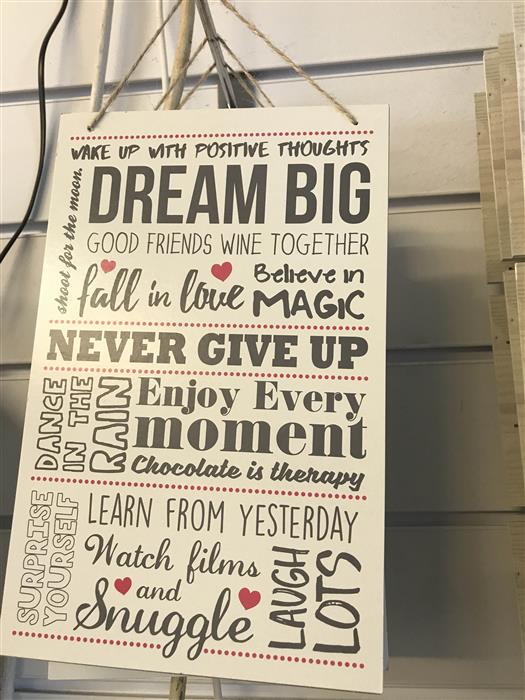 WAKE UP WITH POSITIVE THOUGHTS
shoot for the moon.
DREAM BIG
GOOD FRIENDS WINE TOGETHER
fall in love
Believe in
MAGIC
NEVER GIVE UP
DANCE
IN THE
RAIN
Enjoy Every
moment
Chocolate is therapy
SURPRISE
YOURSELF
LEARN FROM YESTERDAY
Watch films
and
Snuggle
LAUGH
LOTS